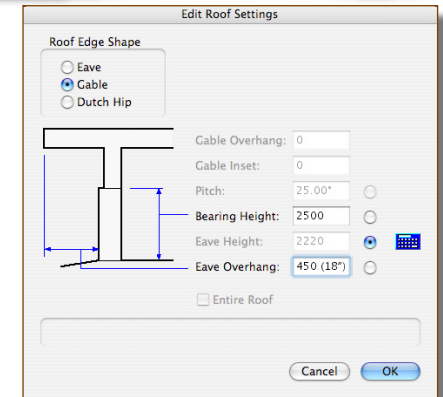 Edit Roof Settings
Roof Edge Shape
Eave
Gable
Dutch Hip
Gable Overhang: 0
Gable Inset: 0
Pitch: 25.00°
Bearing Height: 2500
Eave Height: 2220
Eave Overhang: 450 (18")
Entire Roof
Cancel OK